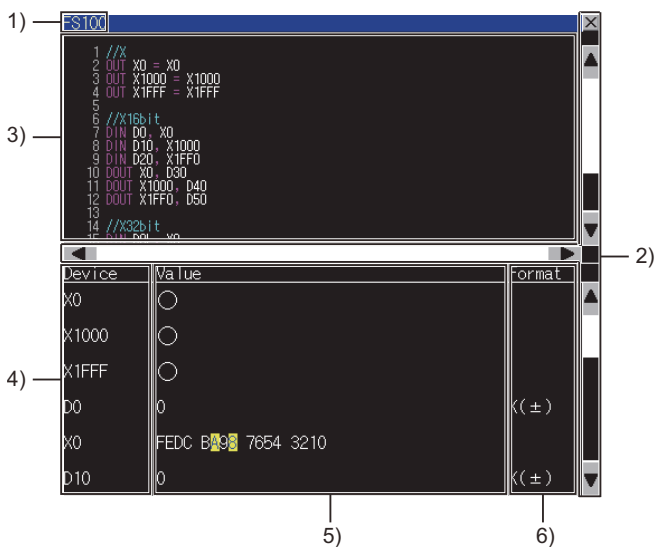 1)
FS100
1 //X
2 OUT X0 = X0
3 OUT X1000 = X1000
4 OUT X1FFF = X1FFF
5
6 //X16bit
7 DIN D0, X0
8 DIN D10, X1000
9 DIN D20, X1FF0
10 DOUT X0, D30
11 DOUT X1000, D40
12 DOUT X1FF0, D50
13
14 //X32bit
3)
2)
Device Value Format
X0
X1000
X1FFF
4)
D0 0 K(±)
X0 FEDC BA98 7654 3210
D10 0 K(±)
5) 6)